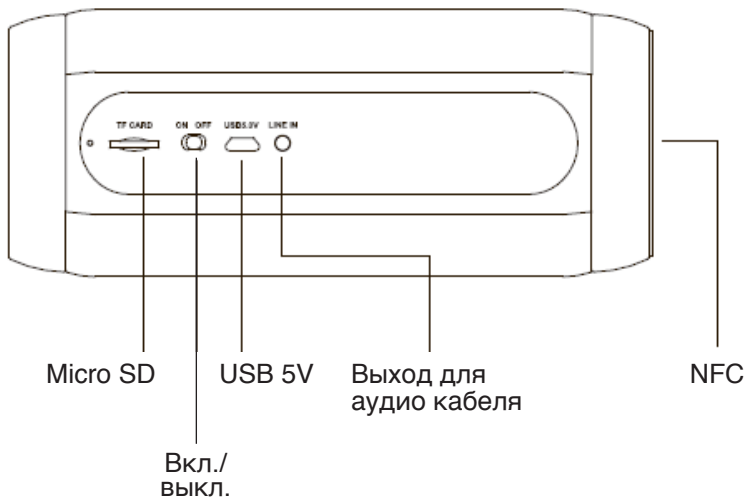 TF CARD ON OFF USB5.0V LINE IN
Micro SD USB 5V Выход для аудио кабеля NFC
Вкл./
выкл.